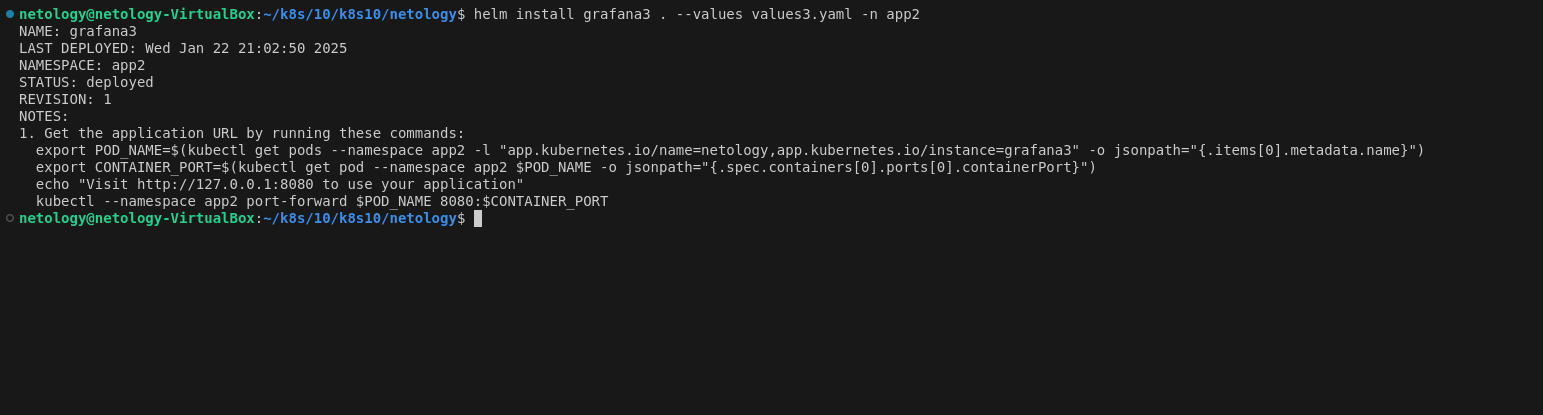 netology@netology-VirtualBox:~/k8s/10/k8s10/netology$ helm install grafana3 . --values values3.yaml -n app2
NAME: grafana3
LAST DEPLOYED: Wed Jan 22 21:02:50 2025
NAMESPACE: app2
STATUS: deployed
REVISION: 1
NOTES:
1. Get the application URL by running these commands:
  export POD_NAME=$(kubectl get pods --namespace app2 -l "app.kubernetes.io/name=netology,app.kubernetes.io/instance=grafana3" -o jsonpath="{.items[0].metadata.name}")
  export CONTAINER_PORT=$(kubectl get pod --namespace app2 $POD_NAME -o jsonpath="{.spec.containers[0].ports[0].containerPort}")
  echo "Visit http://127.0.0.1:8080 to use your application"
  kubectl --namespace app2 port-forward $POD_NAME 8080:$CONTAINER_PORT
netology@netology-VirtualBox:~/k8s/10/k8s10/netology$